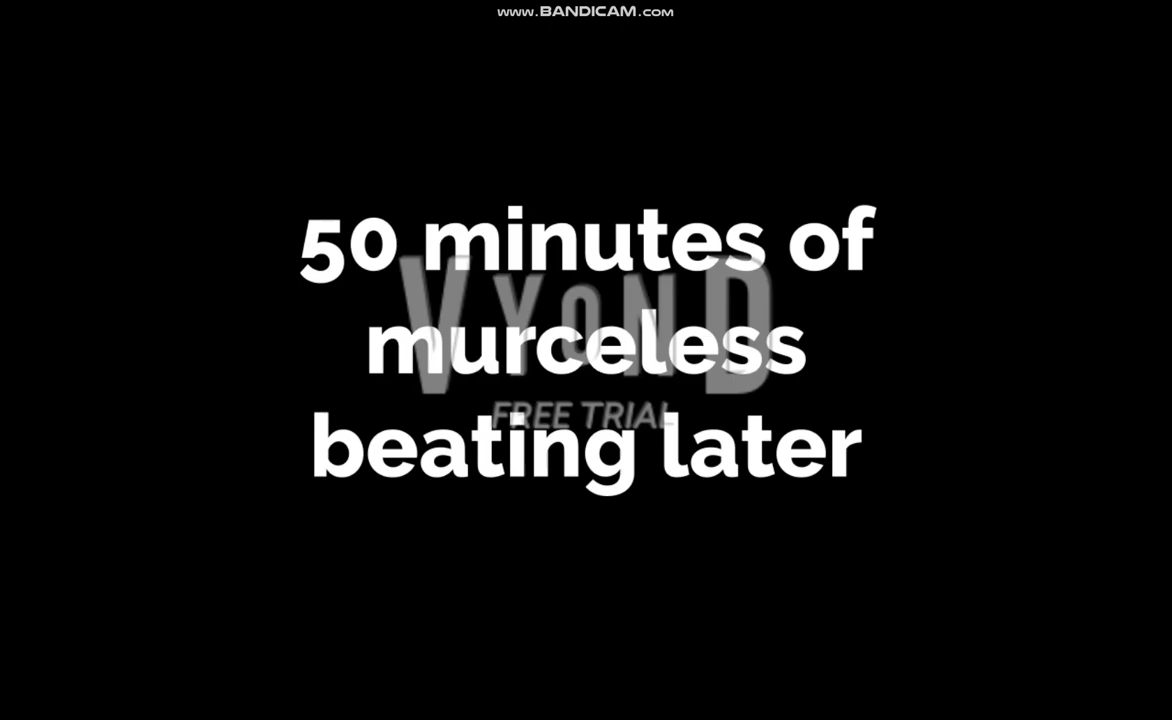 www.BANDICAM.com
50 minutes of
murceless
beating later
VYOND
FREE TRIAL